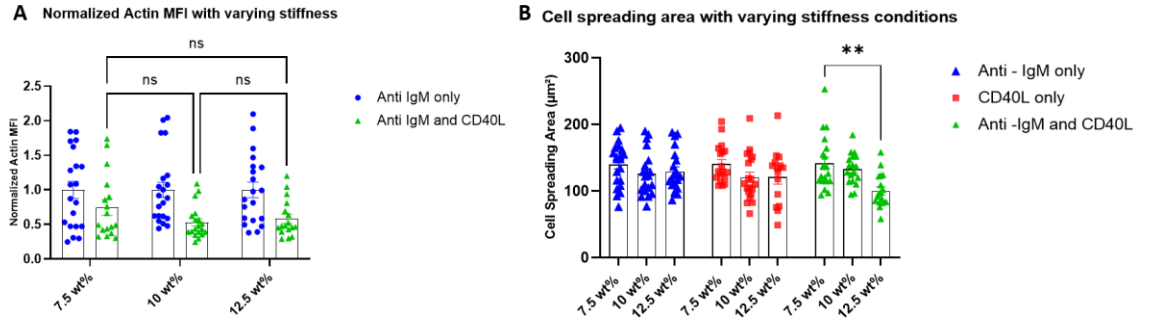 A Normalized Actin MFI with varying stiffness
ns
ns ns
Normalized Actin MFI
2.5
2.0
1.5
1.0
0.5
0.0
7.5 wt%
10 wt%
12.5 wt%
Anti IgM only
Anti IgM and CD40L
B Cell spreading area with varying stiffness conditions
**
Cell Spreading Area (µm²)
300
200
100
0
7.5 wt%
10 wt%
12.5 wt%
7.5 wt%
10 wt%
12.5 wt%
7.5 wt%
10 wt%
12.5 wt%
Anti - IgM only
CD40L only
Anti -IgM and CD40L